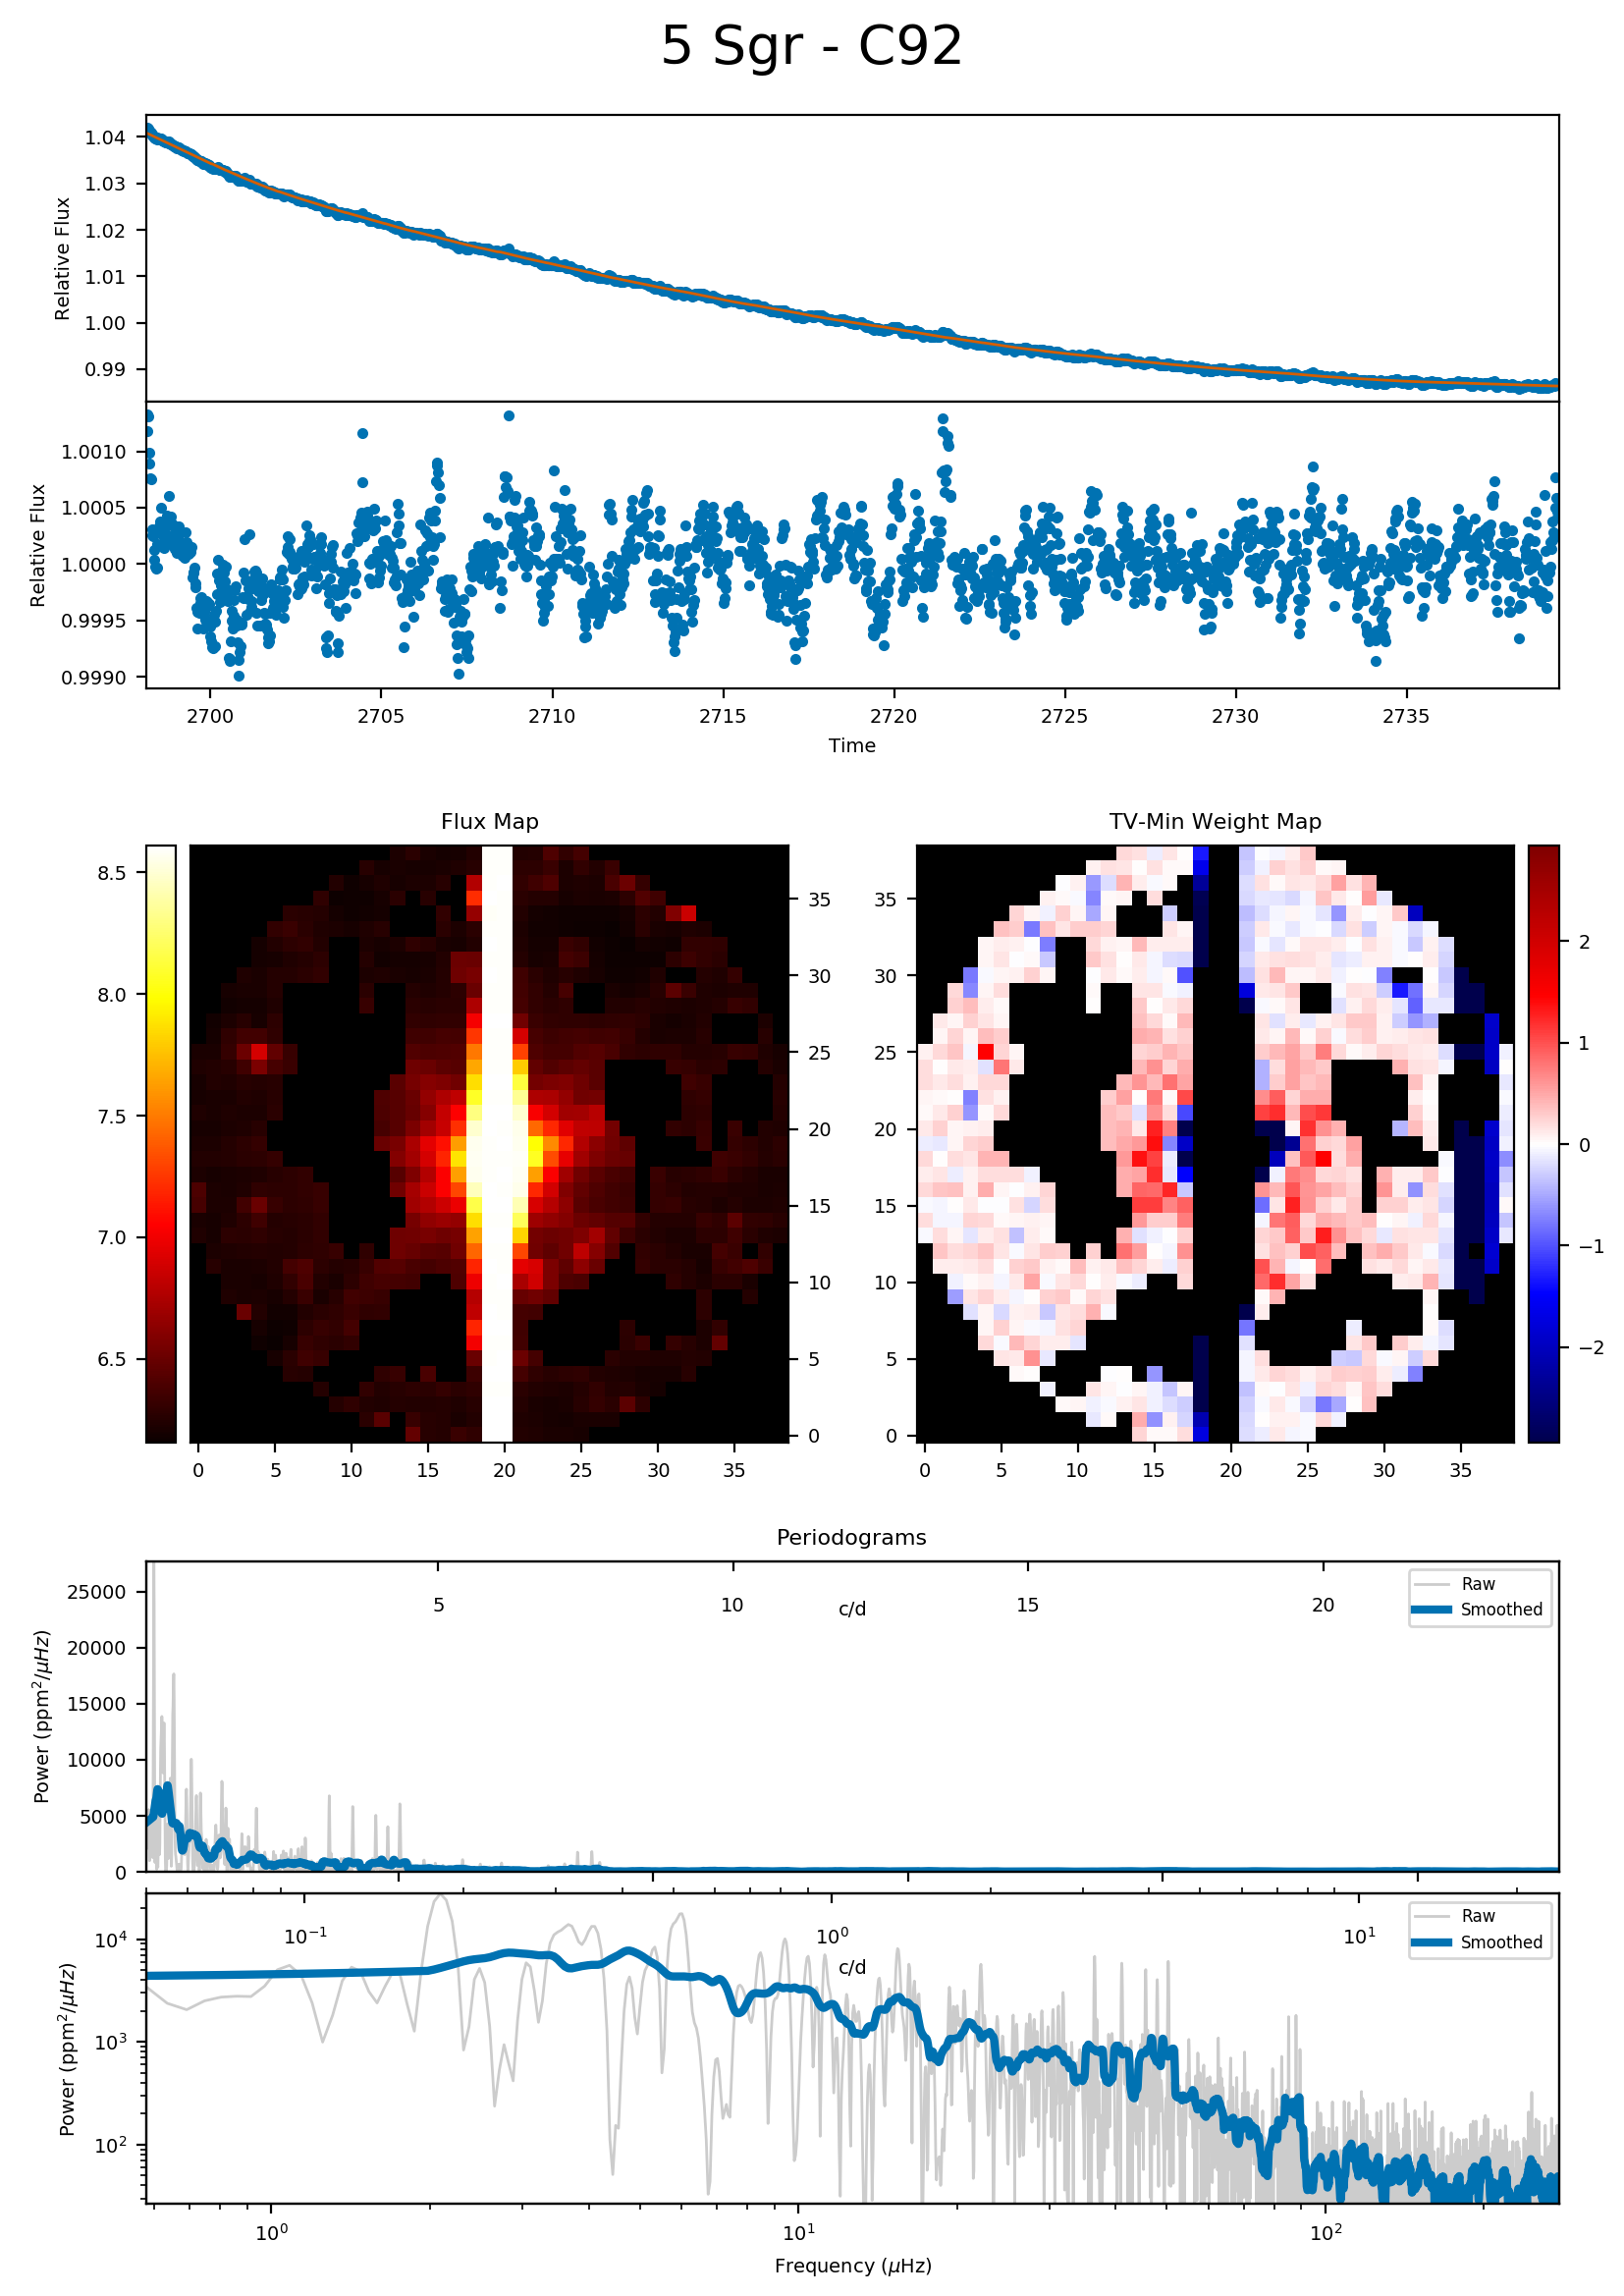 5 Sgr - C92
1.04
1.03
1.02
1.01
1.00
0.99
Relative Flux
1.0010
1.0005
1.0000
0.9995
0.9990
Relative Flux
2700 2705 2710 2715 2720 2725 2730 2735
Time
Flux Map
8.5
8.0
7.5
7.0
6.5
35
30
25
20
15
10
5
0
0 5 10 15 20 25 30 35
TV-Min Weight Map
35
30
25
20
15
10
5
0
0 5 10 15 20 25 30 35
2
1
0
−1
−2
Periodograms
25000
20000
15000
10000
5000
0
Power (ppm²/μHz)
5 10 15 20
c/d
Raw
Smoothed
10⁴
10³
10²
Power (ppm²/μHz)
10⁻¹ 10⁰ 10¹
c/d
Raw
Smoothed
10⁰ 10¹ 10²
Frequency (μHz)